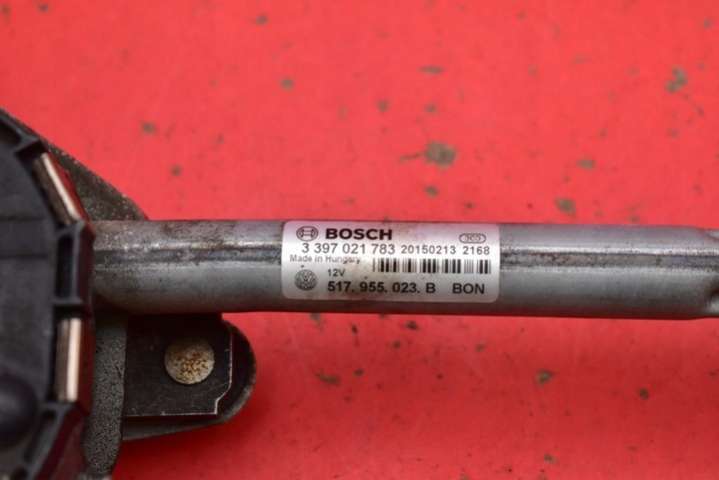 BOSCH
3 397 021 783 20150213 2168
Made in Hungary
12V
517. 955. 023. B BON